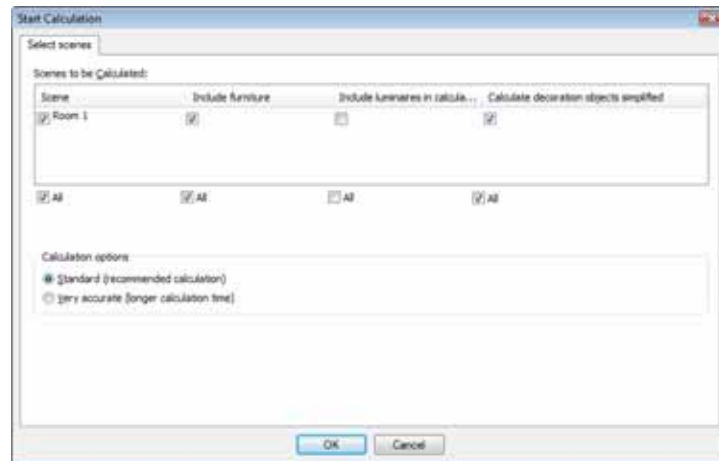 Start Calculation
Select scenes
Scenes to be Calculated:
Scene Include furniture Include luminaires in calcula... Calculate decoration objects simplified
Room 1
All All All All
Calculation options
Standard (recommended calculation)
Very accurate (longer calculation time)
OK Cancel